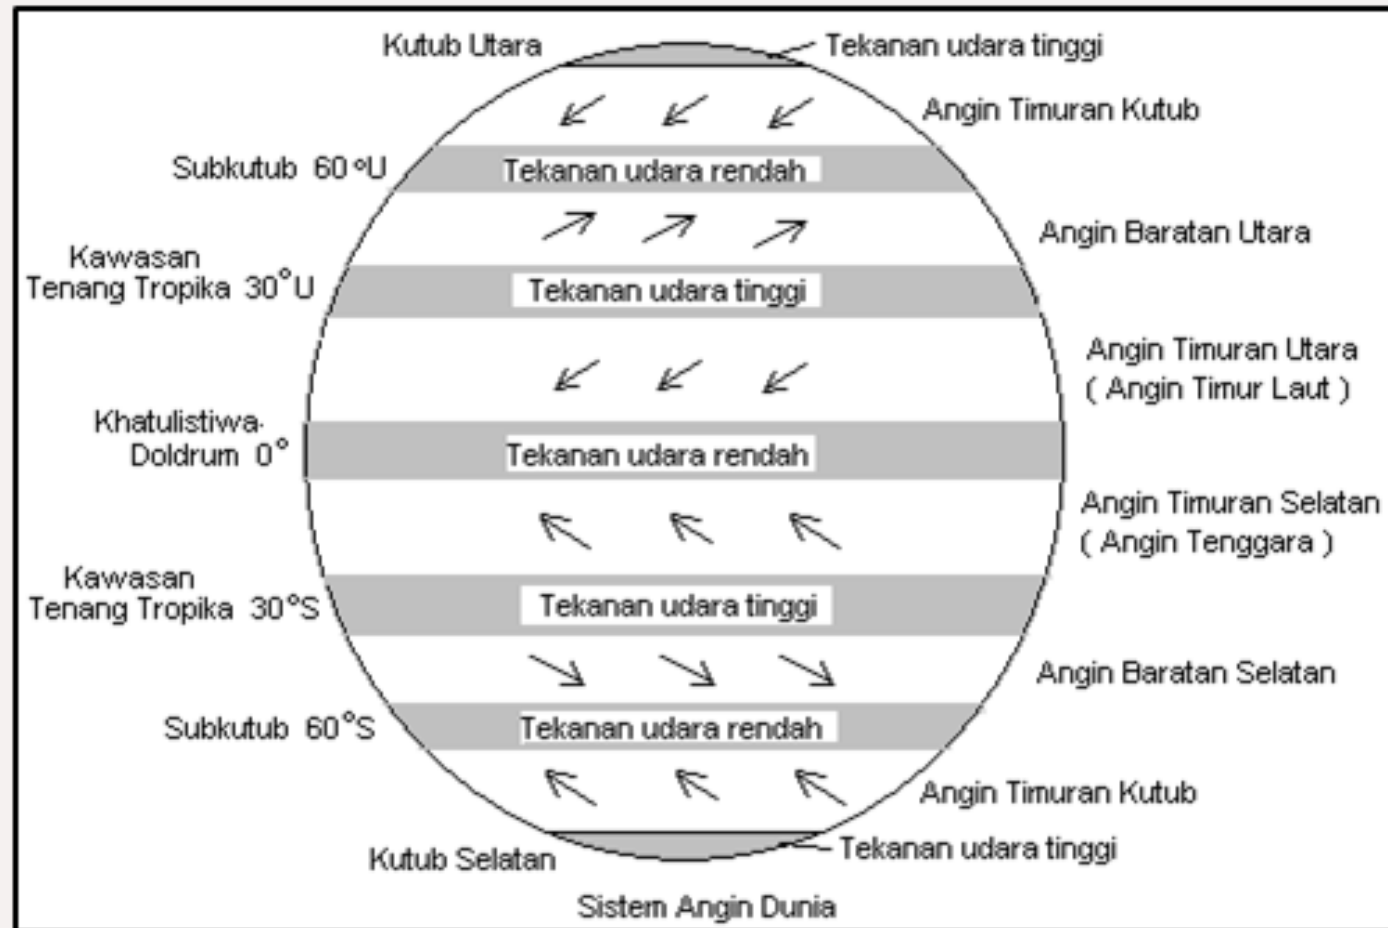 Kutub Utara
Tekanan udara tinggi
Angin Timuran Kutub
Subkutub 60°U
Tekanan udara rendah
Angin Baratan Utara
Kawasan
Tenang Tropika 30°U
Tekanan udara tinggi
Angin Timuran Utara
( Angin Timur Laut )
Khatulistiwa-
Doldrum 0°
Tekanan udara rendah
Angin Timuran Selatan
( Angin Tenggara )
Kawasan
Tenang Tropika 30°S
Tekanan udara tinggi
Angin Baratan Selatan
Subkutub 60°S
Tekanan udara rendah
Angin Timuran Kutub
Kutub Selatan
Tekanan udara tinggi
Sistem Angin Dunia